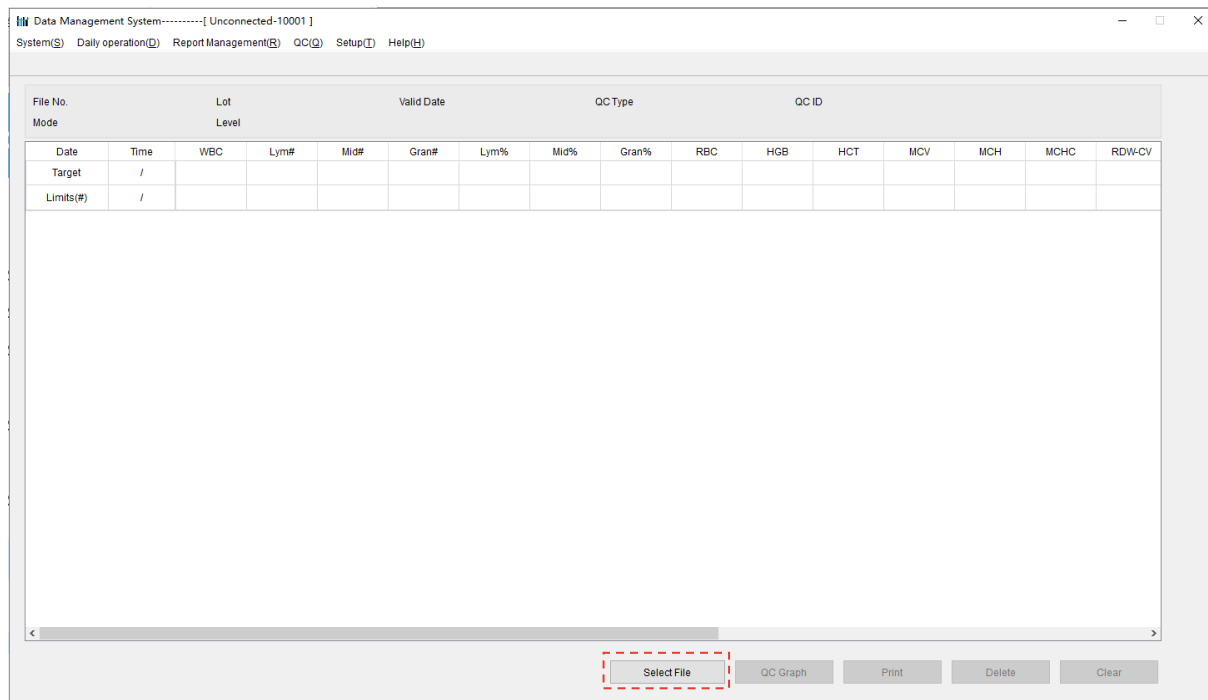 Data Management System----------[ Unconnected-10001 ]
System(S) Daily operation(D) Report Management(R) QC(Q) Setup(T) Help(H)
File No. Lot Valid Date QC Type QC ID
Mode Level
Date Time WBC Lym# Mid# Gran# Lym% Mid% Gran% RBC HGB HCT MCV MCH MCHC RDW-CV
Target /
Limits(#) /
Select File QC Graph Print Delete Clear